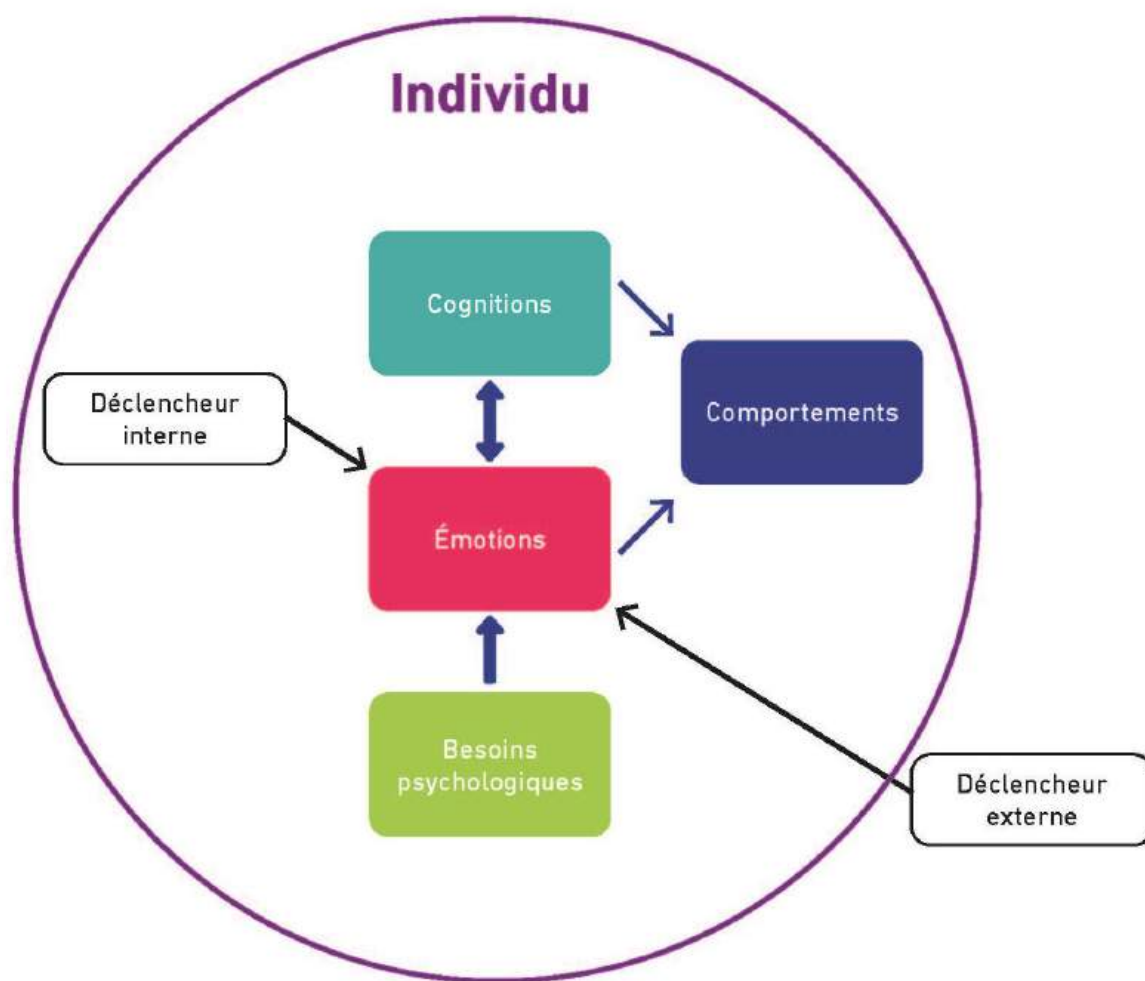 Individu
Cognitions
Déclencheur
interne
Comportements
Émotions
Besoins
psychologiques
Déclencheur
externe